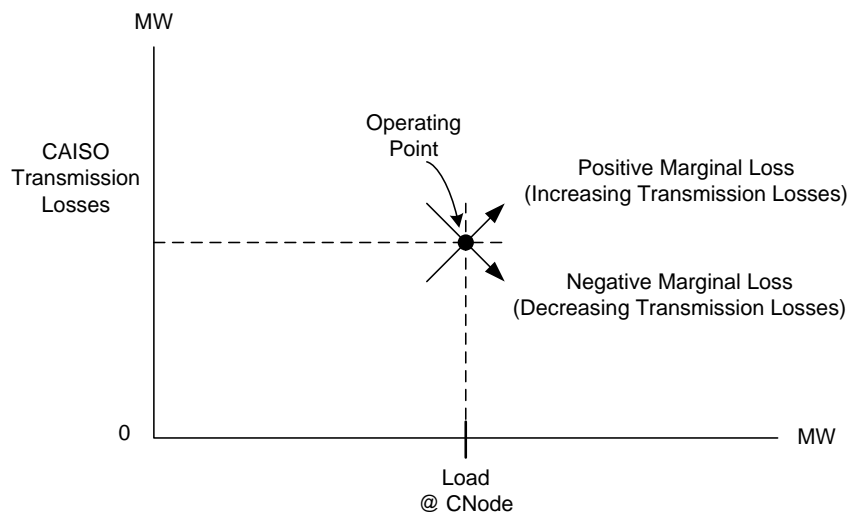 MW
Operating
Point
CAISO
Transmission
Losses
Positive Marginal Loss
(Increasing Transmission Losses)
Negative Marginal Loss
(Decreasing Transmission Losses)
0
MW
Load
@ CNode